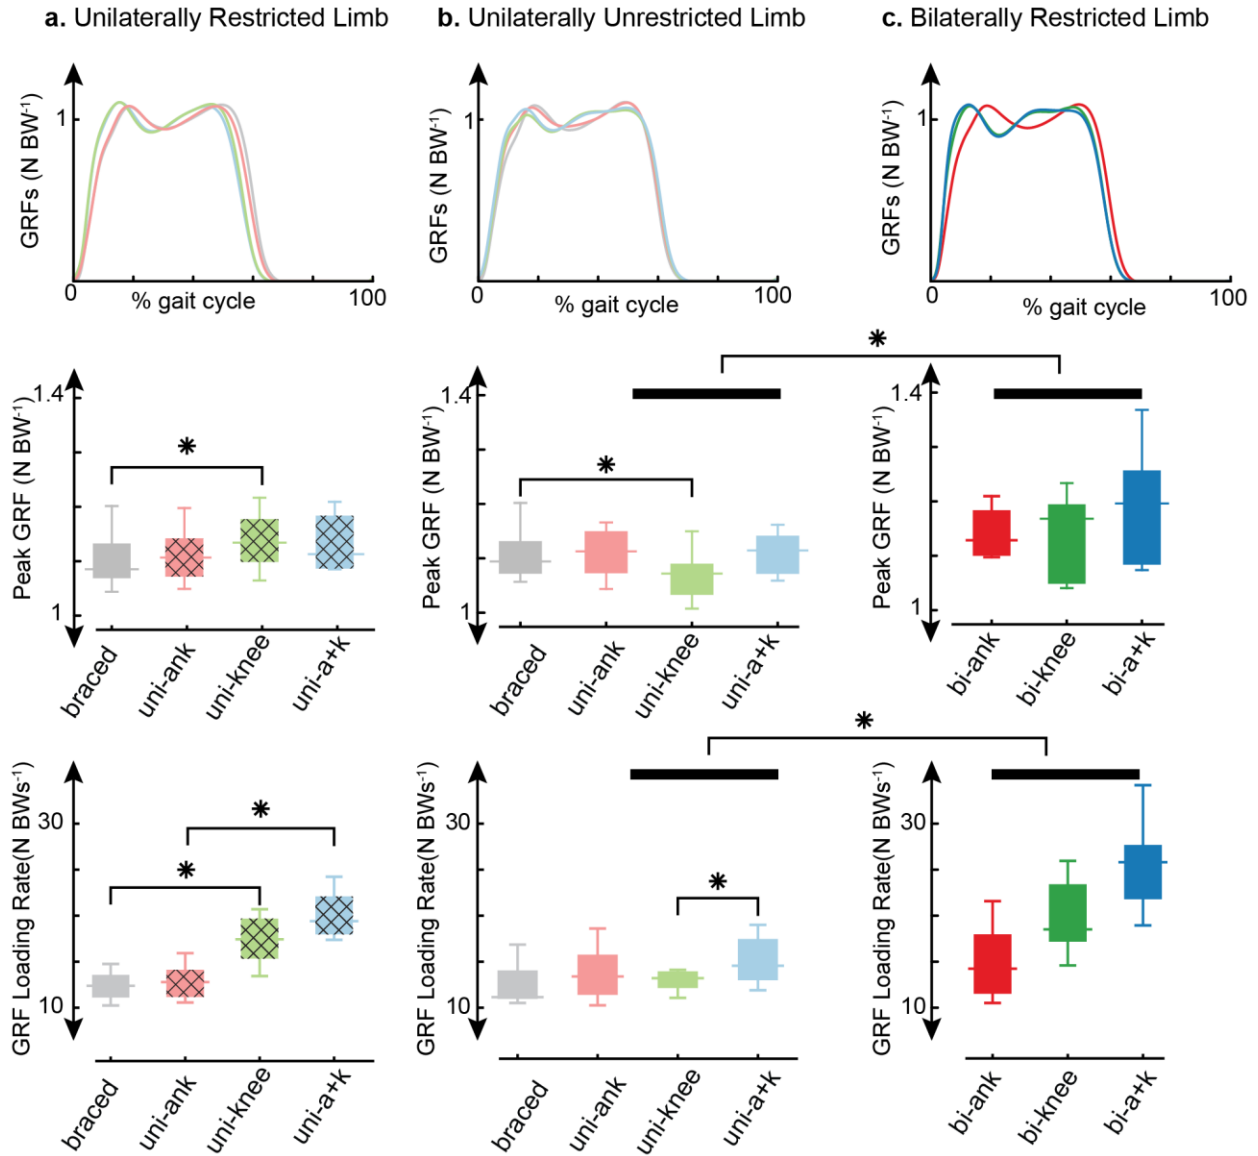 a. Unilaterally Restricted Limb
b. Unilaterally Unrestricted Limb
c. Bilaterally Restricted Limb
GRFs (N BW-1)
1
0
% gait cycle
100
GRFs (N BW-1)
1
0
% gait cycle
100
GRFs (N BW-1)
1
0
% gait cycle
100
Peak GRF (N BW-1)
1.4
1
*
braced
uni-ank
uni-knee
uni-a+k
Peak GRF (N BW-1)
1.4
1
*
braced
uni-ank
uni-knee
uni-a+k
*
Peak GRF (N BW-1)
1.4
1
bi-ank
bi-knee
bi-a+k
GRF Loading Rate(N BWs-1)
30
10
*
*
braced
uni-ank
uni-knee
uni-a+k
GRF Loading Rate(N BWs-1)
30
10
*
braced
uni-ank
uni-knee
uni-a+k
*
GRF Loading Rate(N BWs-1)
30
10
bi-ank
bi-knee
bi-a+k